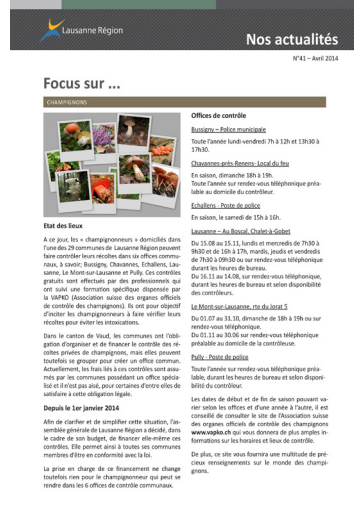 Lausanne Région
Nos actualités
N°41 – Avril 2014
Focus sur ...
CHAMPIGNONS
Etat des lieux
A ce jour, les « champignonneurs » domiciliés dans
l'une des 29 communes de Lausanne Région peuvent
faire contrôler leurs récoltes dans six offices commu-
naux, à savoir; Bussigny, Chavannes, Echallens, Lau-
sanne, Le Mont-sur-Lausanne et Pully. Ces contrôles
gratuits sont effectués par des professionnels qui
ont suivi une formation spécifique dispensée par
la VAPKO (Association suisse des organes officiels
de contrôle des champignons). Ils ont pour objectif
d'inciter les champignonneurs à faire vérifier leurs
récoltes pour éviter les intoxications.
Dans le canton de Vaud, les communes ont l'obli-
gation d'organiser et de financer le contrôle des ré-
coltes privées de champignons, mais elles peuvent
toutefois se grouper pour créer un office commun.
Actuellement, les frais liés à ces contrôles sont assu-
més par les communes possédant un office spécia-
lisé et il n'est pas aisé, pour certaines d'entre elles de
satisfaire à cette obligation légale.
Depuis le 1er janvier 2014
Afin de clarifier et de simplifier cette situation, l'as-
semblée générale de Lausanne Région a décidé, dans
le cadre de son budget, de financer elle-même ces
contrôles. Elle permet ainsi à toutes ses communes
membres d'être en conformité avec la loi.
La prise en charge de ce financement ne change
toutefois rien pour le champignonneur qui peut se
rendre dans les 6 offices de contrôle communaux.
Offices de contrôle
Bussigny – Police municipale
Toute l'année lundi-vendredi 7h à 12h et 13h30 à
17h30.
Chavannes-près-Renens- Local du feu
En saison, dimanche 18h à 19h.
Toute l'année sur rendez-vous téléphonique préa-
lable au domicile du contrôleur.
Echallens - Poste de police
En saison, le samedi de 15h à 16h.
Lausanne – Au Boscal, Chalet-à-Gobet
Du 15.08 au 15.11, lundis et mercredis de 7h30 à
9h30 et de 16h à 17h, mardis, jeudis et vendredis
de 7h30 à 09h30 ou sur rendez-vous téléphonique
durant les heures de bureau.
Du 16.11 au 14.08, sur rendez-vous téléphonique,
durant les heures de bureau et selon disponibilité
des contrôleurs.
Le Mont-sur-Lausanne, rte du Jorat 5
Du 01.07 au 31.10, dimanche de 18h à 19h ou sur
rendez-vous téléphonique.
Du 01.11 au 30.06 sur rendez-vous téléphonique
préalable au domicile de la contrôleuse.
Pully - Poste de police
Toute l'année sur rendez-vous téléphonique préa-
lable, durant les heures de bureau et selon disponi-
bilité du contrôleur.
Les dates de début et de fin de saison pouvant va-
rier selon les offices et d'une année à l'autre, il est
conseillé de consulter le site de l'Association suisse
des organes officiels de contrôle des champignons
www.vapko.ch qui vous donnera de plus amples in-
formations sur les horaires et lieux de contrôle.
De plus, ce site vous fournira une multitude de pré-
cieux renseignements sur le monde des champi-
gnons.